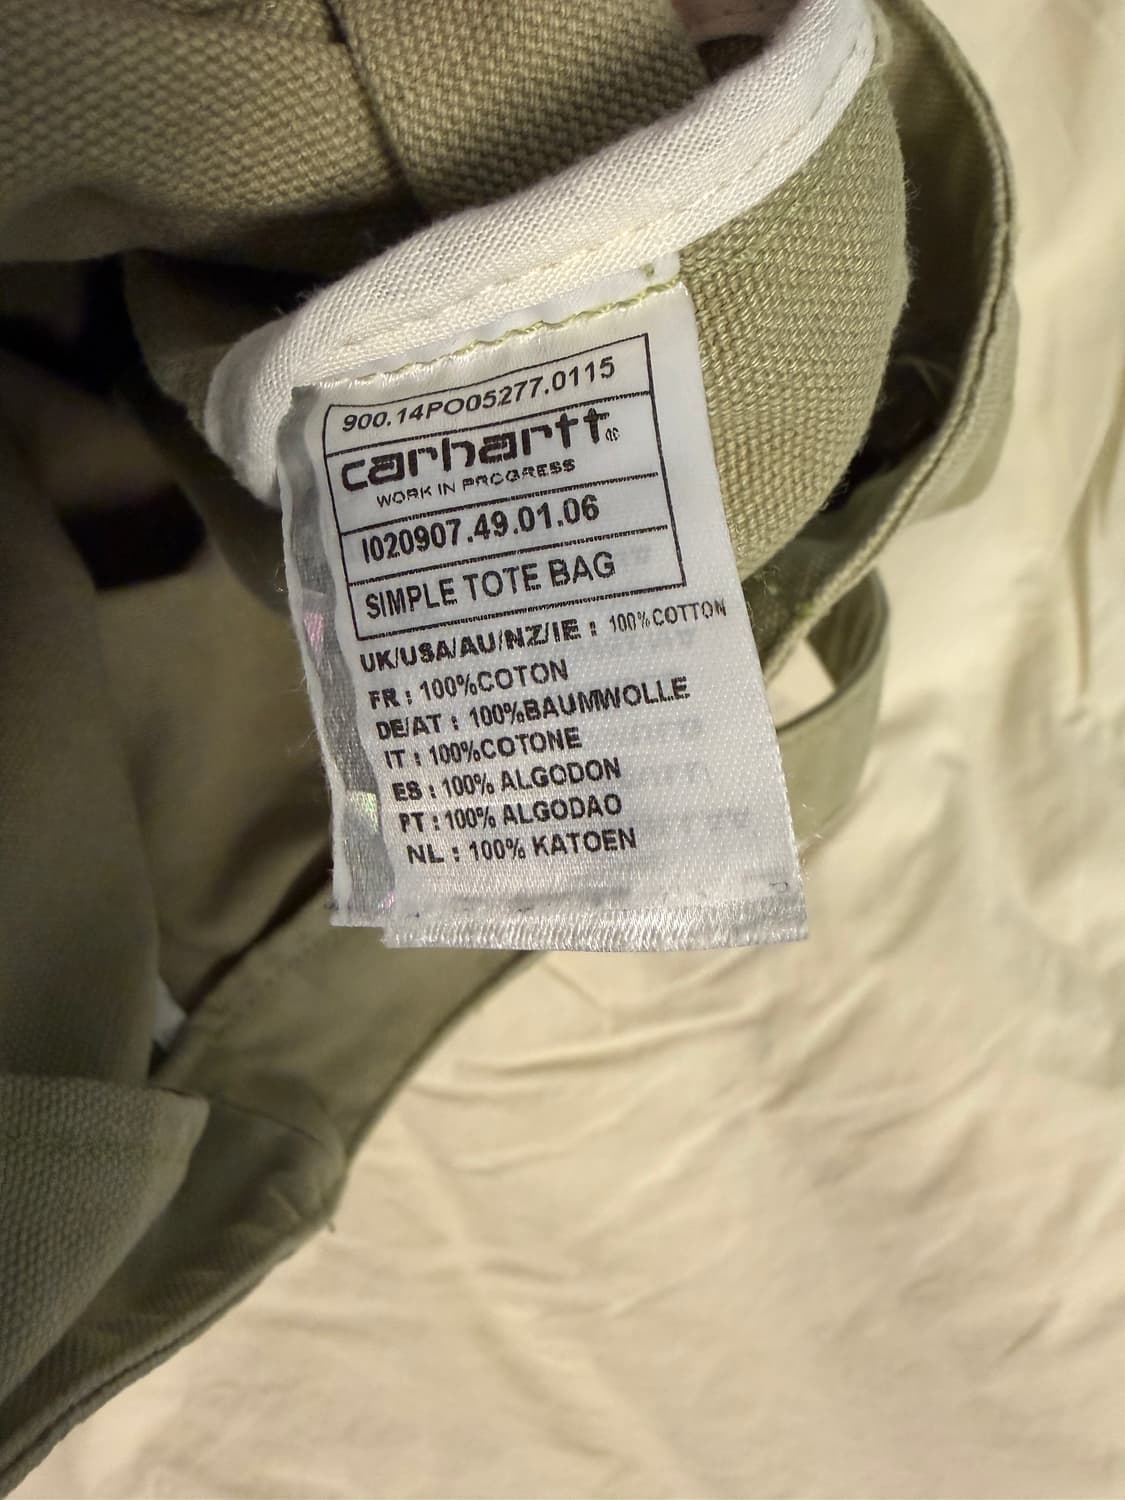 900.14PO05277.0115
carhartt®
WORK IN PROGRESS
I020907.49.01.06
SIMPLE TOTE BAG
UK/USA/AU/NZ/IE : 100%COTTON
FR : 100%COTON
DE/AT : 100%BAUMWOLLE
IT : 100%COTONE
ES : 100% ALGODON
PT : 100% ALGODAO
NL : 100% KATOEN